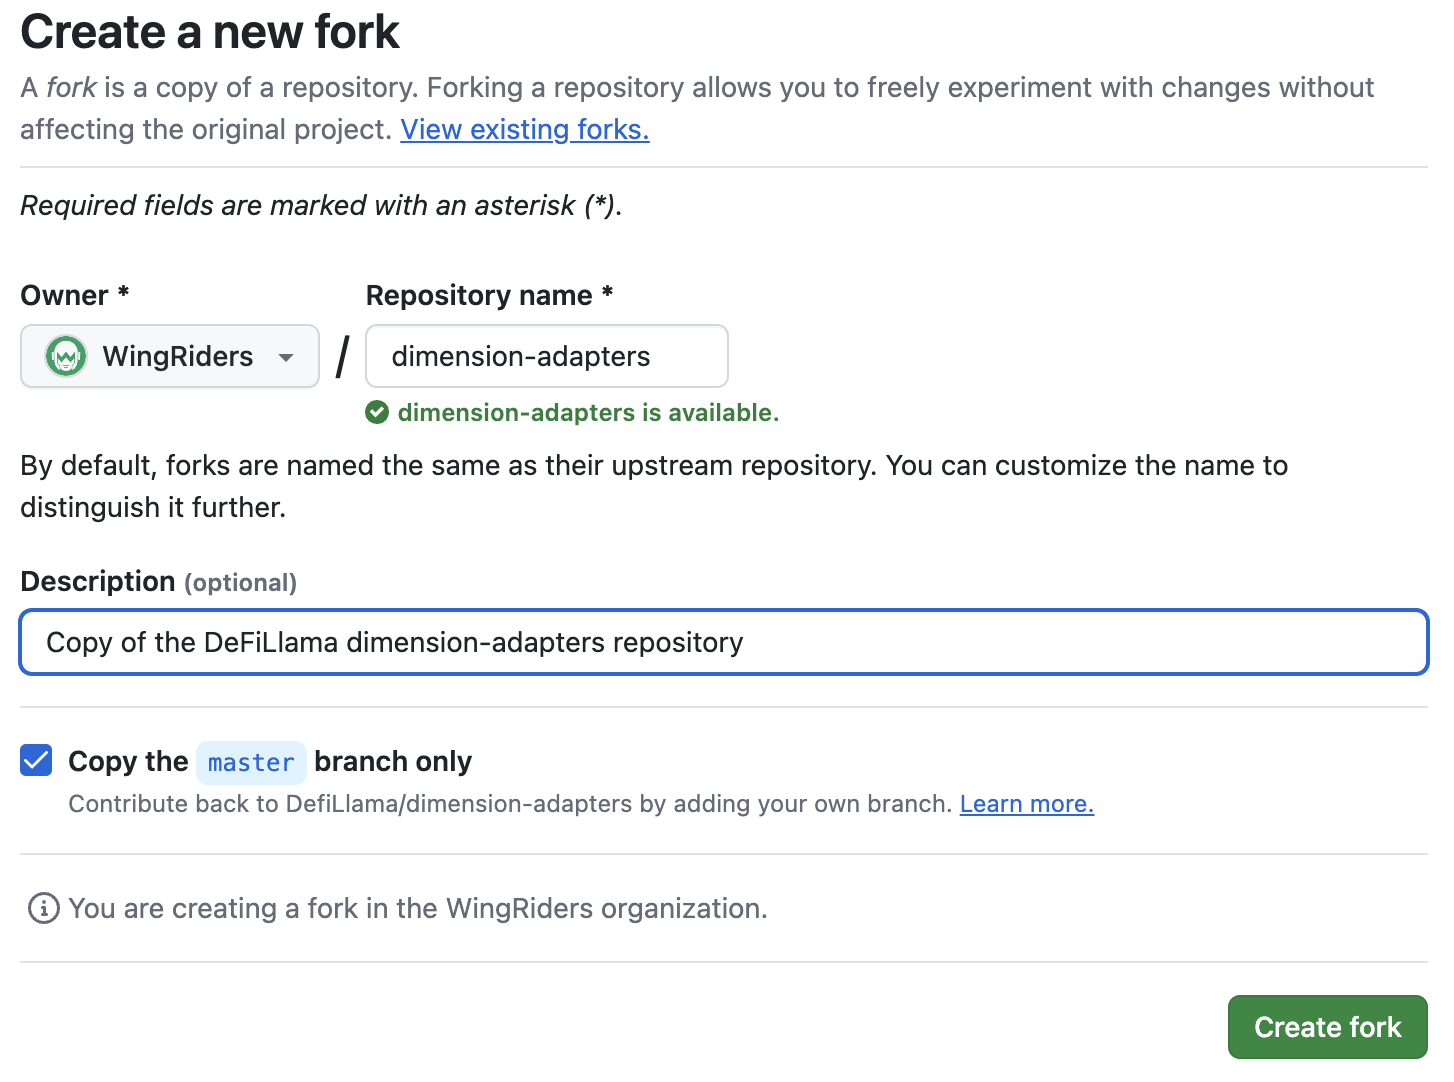 Create a new fork
A fork is a copy of a repository. Forking a repository allows you to freely experiment with changes without
affecting the original project. View existing forks.
Required fields are marked with an asterisk (*).
Owner *
Repository name *
WingRiders
/
dimension-adapters
dimension-adapters is available.
By default, forks are named the same as their upstream repository. You can customize the name to
distinguish it further.
Description (optional)
Copy of the DeFiLlama dimension-adapters repository
Copy the master branch only
Contribute back to DefiLlama/dimension-adapters by adding your own branch. Learn more.
You are creating a fork in the WingRiders organization.
Create fork